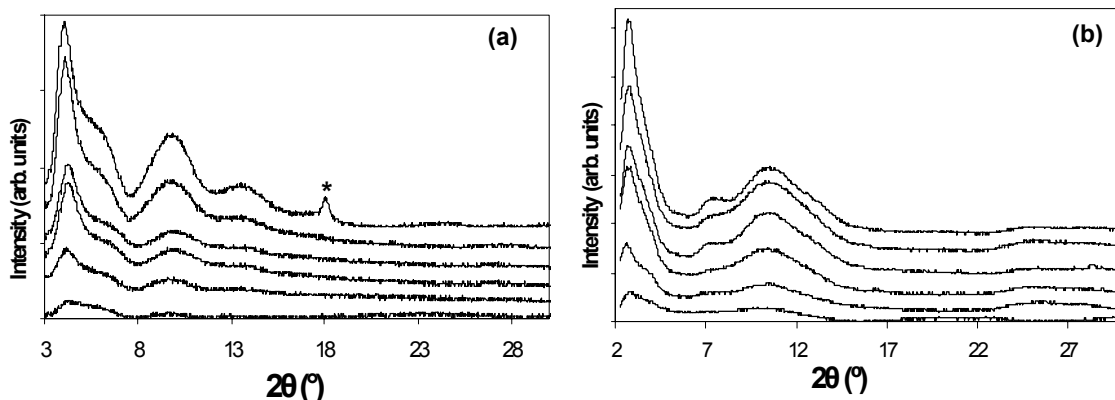 (a)
Intensity (arb. units)
*
3 8 13 18 23 28
2θ (º)
(b)
Intensity (arb. units)
2 7 12 17 22 27
2θ (º)